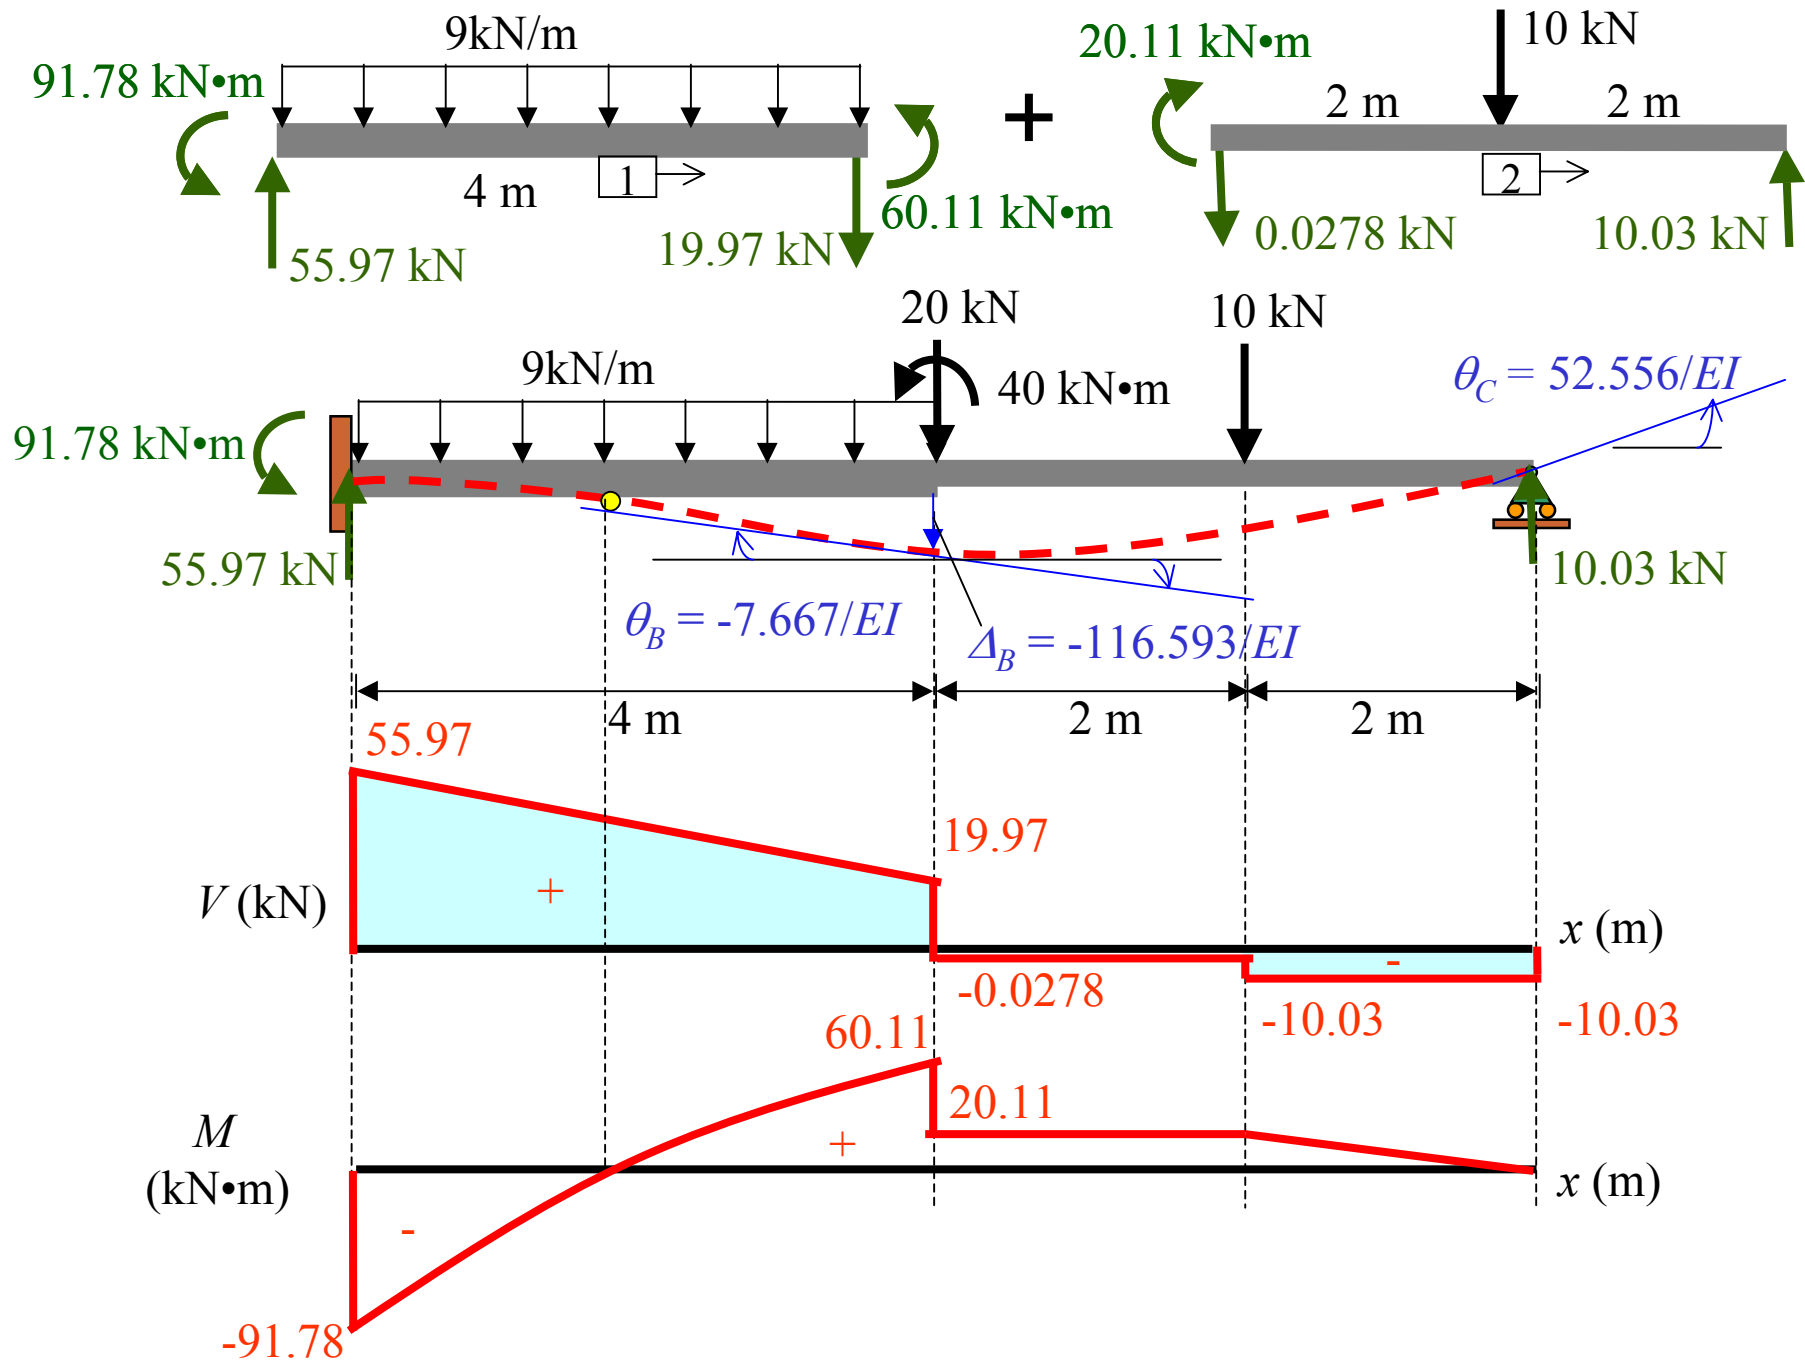 9kN/m
10 kN
91.78 kN•m
20.11 kN•m
+
2 m
2 m
4 m
1
2
60.11 kN•m
55.97 kN
19.97 kN
0.0278 kN
10.03 kN
20 kN
10 kN
9kN/m
40 kN•m
θC = 52.556/EI
91.78 kN•m
55.97 kN
10.03 kN
θB = -7.667/EI
ΔB = -116.593/EI
4 m
2 m
2 m
55.97
19.97
V (kN)
+
-
x (m)
-0.0278
-10.03
-10.03
60.11
20.11
M
(kN•m)
+
x (m)
-
-91.78